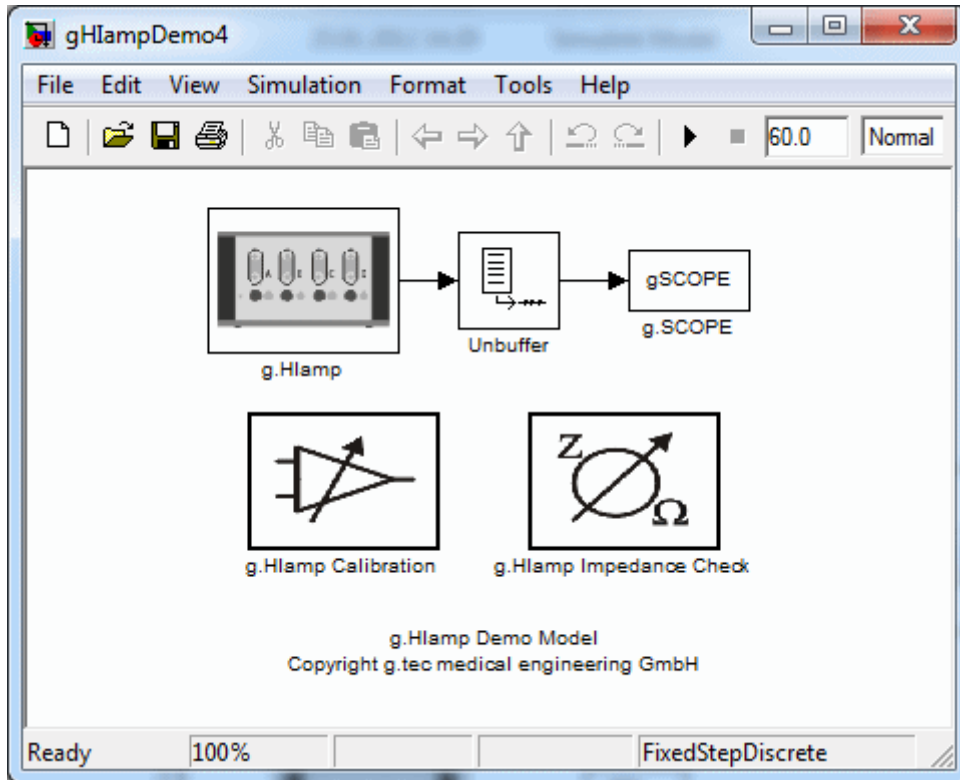 gHIampDemo4
File Edit View Simulation Format Tools Help
60.0 Normal
gSCOPE
g.SCOPE
Unbuffer
g.HIamp
Z
Ω
g.HIamp Calibration g.HIamp Impedance Check
g.HIamp Demo Model
Copyright g.tec medical engineering GmbH
Ready 100% FixedStepDiscrete